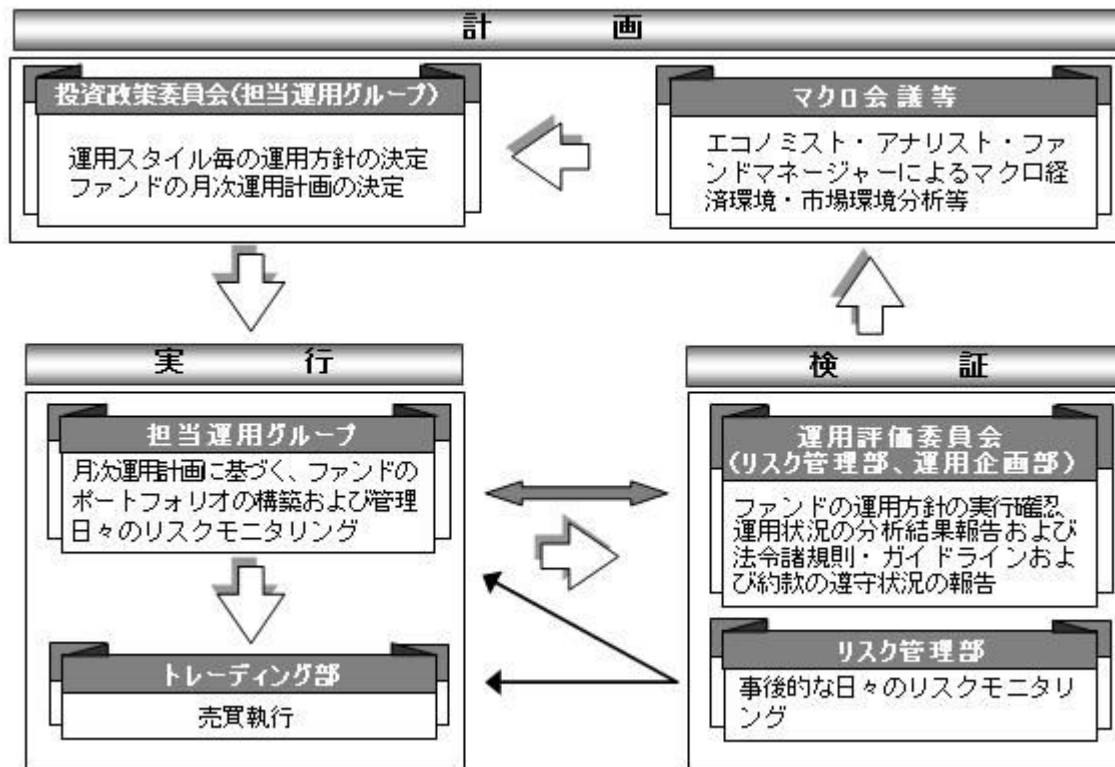 計画
投資政策委員会(担当運用グループ)
運用スタイル毎の運用方針の決定
ファンドの月次運用計画の決定
マクロ会議等
エコノミスト・アナリスト・ファ
ンドマネージャーによるマクロ経
済環境・市場環境分析等
実行
担当運用グループ
月次運用計画に基づく、ファンドの
ポートフォリオの構築および管理
日々のリスクモニタリング
トレーディング部
売買執行
検証
運用評価委員会
(リスク管理部、運用企画部)
ファンドの運用方針の実行確認、
運用状況の分析結果報告および
法令諸規則・ガイドラインおよ
び約款の遵守状況の報告
リスク管理部
事後的な日々のリスクモニタリ
ング